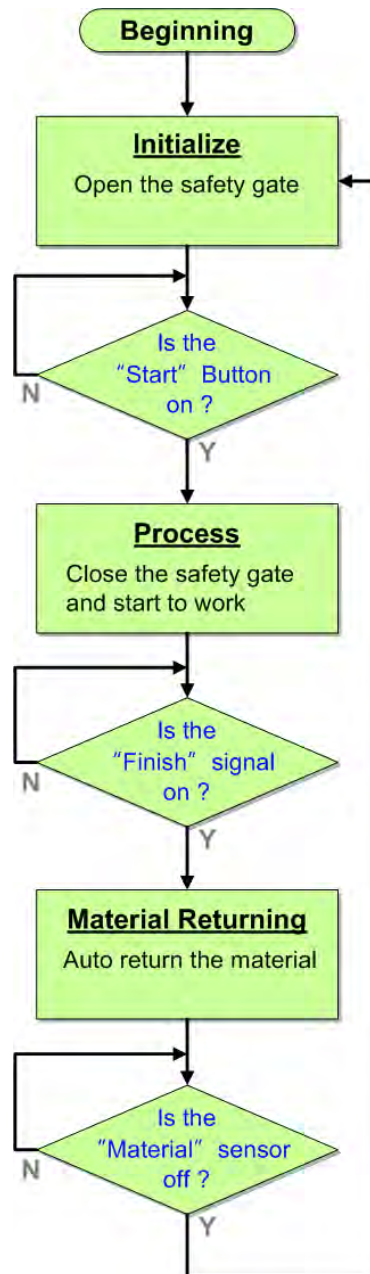 Beginning
Initialize
Open the safety gate
Is the
“Start” Button
on ?
N
Y
Process
Close the safety gate
and start to work
Is the
“Finish” signal
on ?
N
Y
Material Returning
Auto return the material
Is the
“Material” sensor
off ?
N
Y